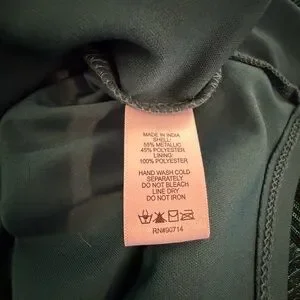 MADE IN INDIA
SHELL:
55% METALLIC
45% POLYESTER
LINING:
100% POLYESTER
HAND WASH COLD
SEPARATELY
DO NOT BLEACH
LINE DRY
DO NOT IRON
RN#90714